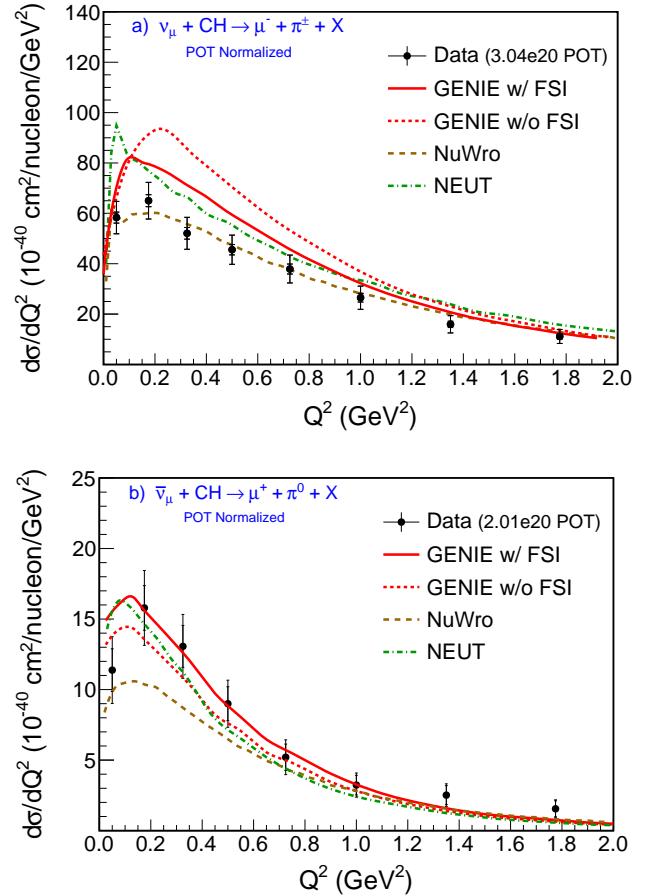 a) νμ + CH → μ- + π± + X
POT Normalized
Data (3.04e20 POT)
GENIE w/ FSI
GENIE w/o FSI
NuWro
NEUT
dσ/dQ² (10⁻⁴⁰ cm²/nucleon/GeV²)
140
120
100
80
60
40
20
0.0 0.2 0.4 0.6 0.8 1.0 1.2 1.4 1.6 1.8 2.0
Q² (GeV²)
b) ν̄μ + CH → μ+ + π⁰ + X
POT Normalized
Data (2.01e20 POT)
GENIE w/ FSI
GENIE w/o FSI
NuWro
NEUT
dσ/dQ² (10⁻⁴⁰ cm²/nucleon/GeV²)
25
20
15
10
5
0.0 0.2 0.4 0.6 0.8 1.0 1.2 1.4 1.6 1.8 2.0
Q² (GeV²)